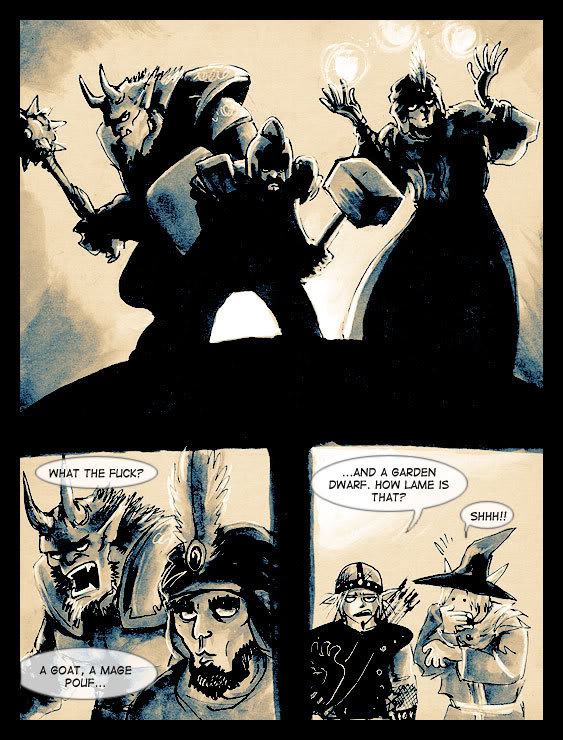 WHAT THE FUCK?
A GOAT, A MAGE
POUF...
...AND A GARDEN
DWARF. HOW LAME IS
THAT?
SHHH!!